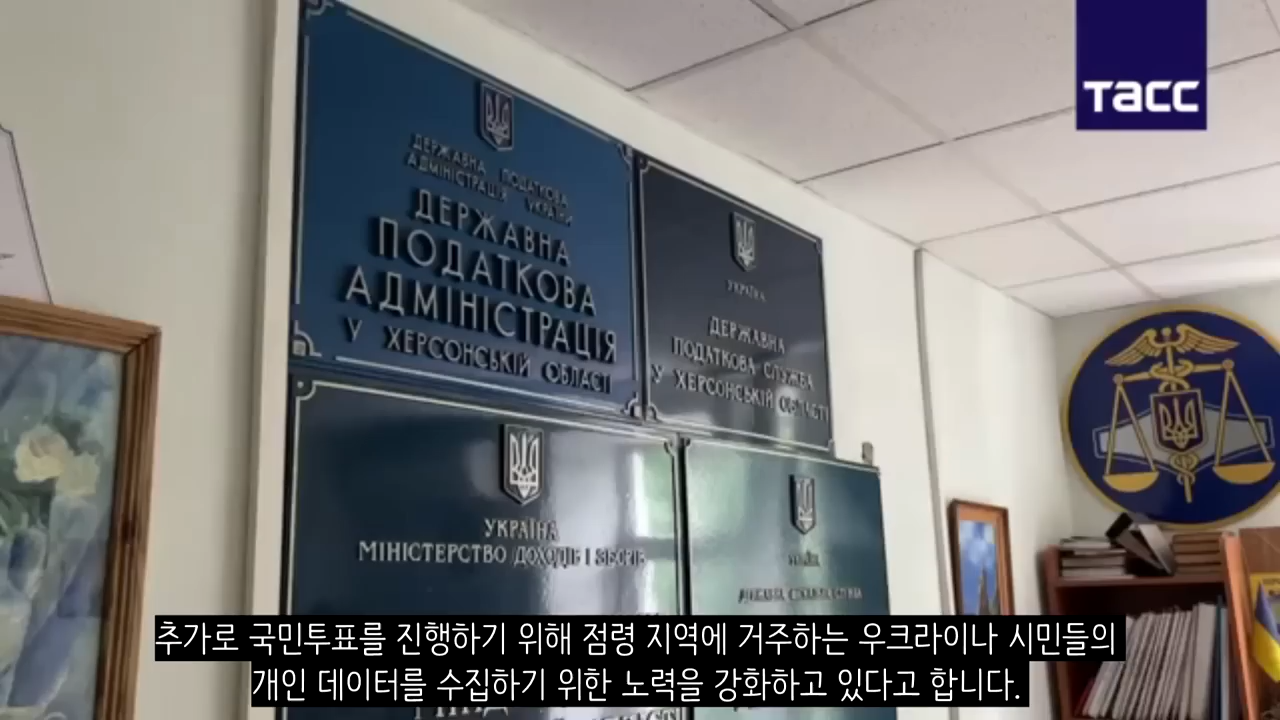 тасс
ДЕРЖАВНА ПОДАТКОВА
АДМІНІСТРАЦІЯ УКРАЇНИ
ДЕРЖАВНА
ПОДАТКОВА
АДМІНІСТРАЦІЯ
У ХЕРСОНСЬКІЙ ОБЛАСТІ
УКРАЇНА
ДЕРЖАВНА
ПОДАТКОВА СЛУЖБА
У ХЕРСОНСЬКІЙ ОБЛАСТІ
УКРАЇНА
МІНІСТЕРСТВО ДОХОДІВ І ЗБОРІВ
УКРАЇНА
추가로 국민투표를 진행하기 위해 점령 지역에 거주하는 우크라이나 시민들의
개인 데이터를 수집하기 위한 노력을 강화하고 있다고 합니다.